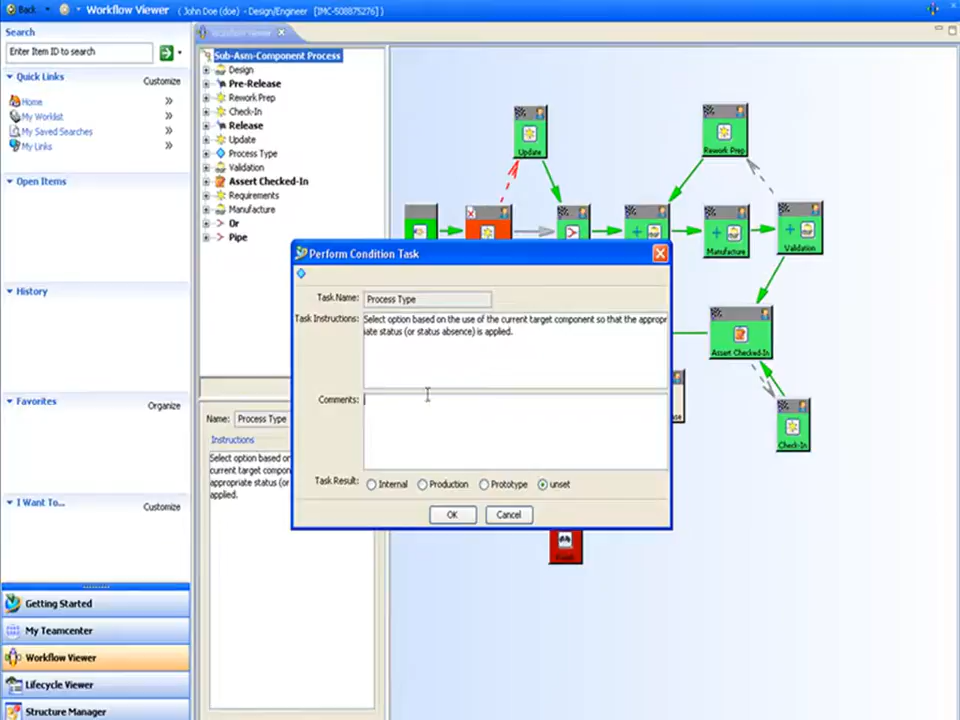 Back
Workflow Viewer ( John Doe (doe) - Design/Engineer [IMC-508875276] )
Search
Enter Item ID to search
Quick Links
Customize
Home
My Worklist
My Saved Searches
My Links
Open Items
History
Favorites
Organize
I Want To...
Customize
Getting Started
My Teamcenter
Workflow Viewer
Lifecycle Viewer
Structure Manager
Workflow Viewer
Sub-Asm-Component Process
Design
Pre-Release
Rework Prep
Check-In
Release
Update
Process Type
Validation
Assert Checked-In
Requirements
Manufacture
Or
Pipe
Name: Process Type
Instructions
Select option based on
current target component
appropriate status (or
applied.
Update
Rework Prep
Manufacture
Validation
Assert Checked-In
Check-In
Perform Condition Task
Task Name: Process Type
Task Instructions: Select option based on the use of the current target component so that the approp
iate status (or status absence) is applied.
Comments:
Task Result: Internal Production Prototype unset
OK Cancel